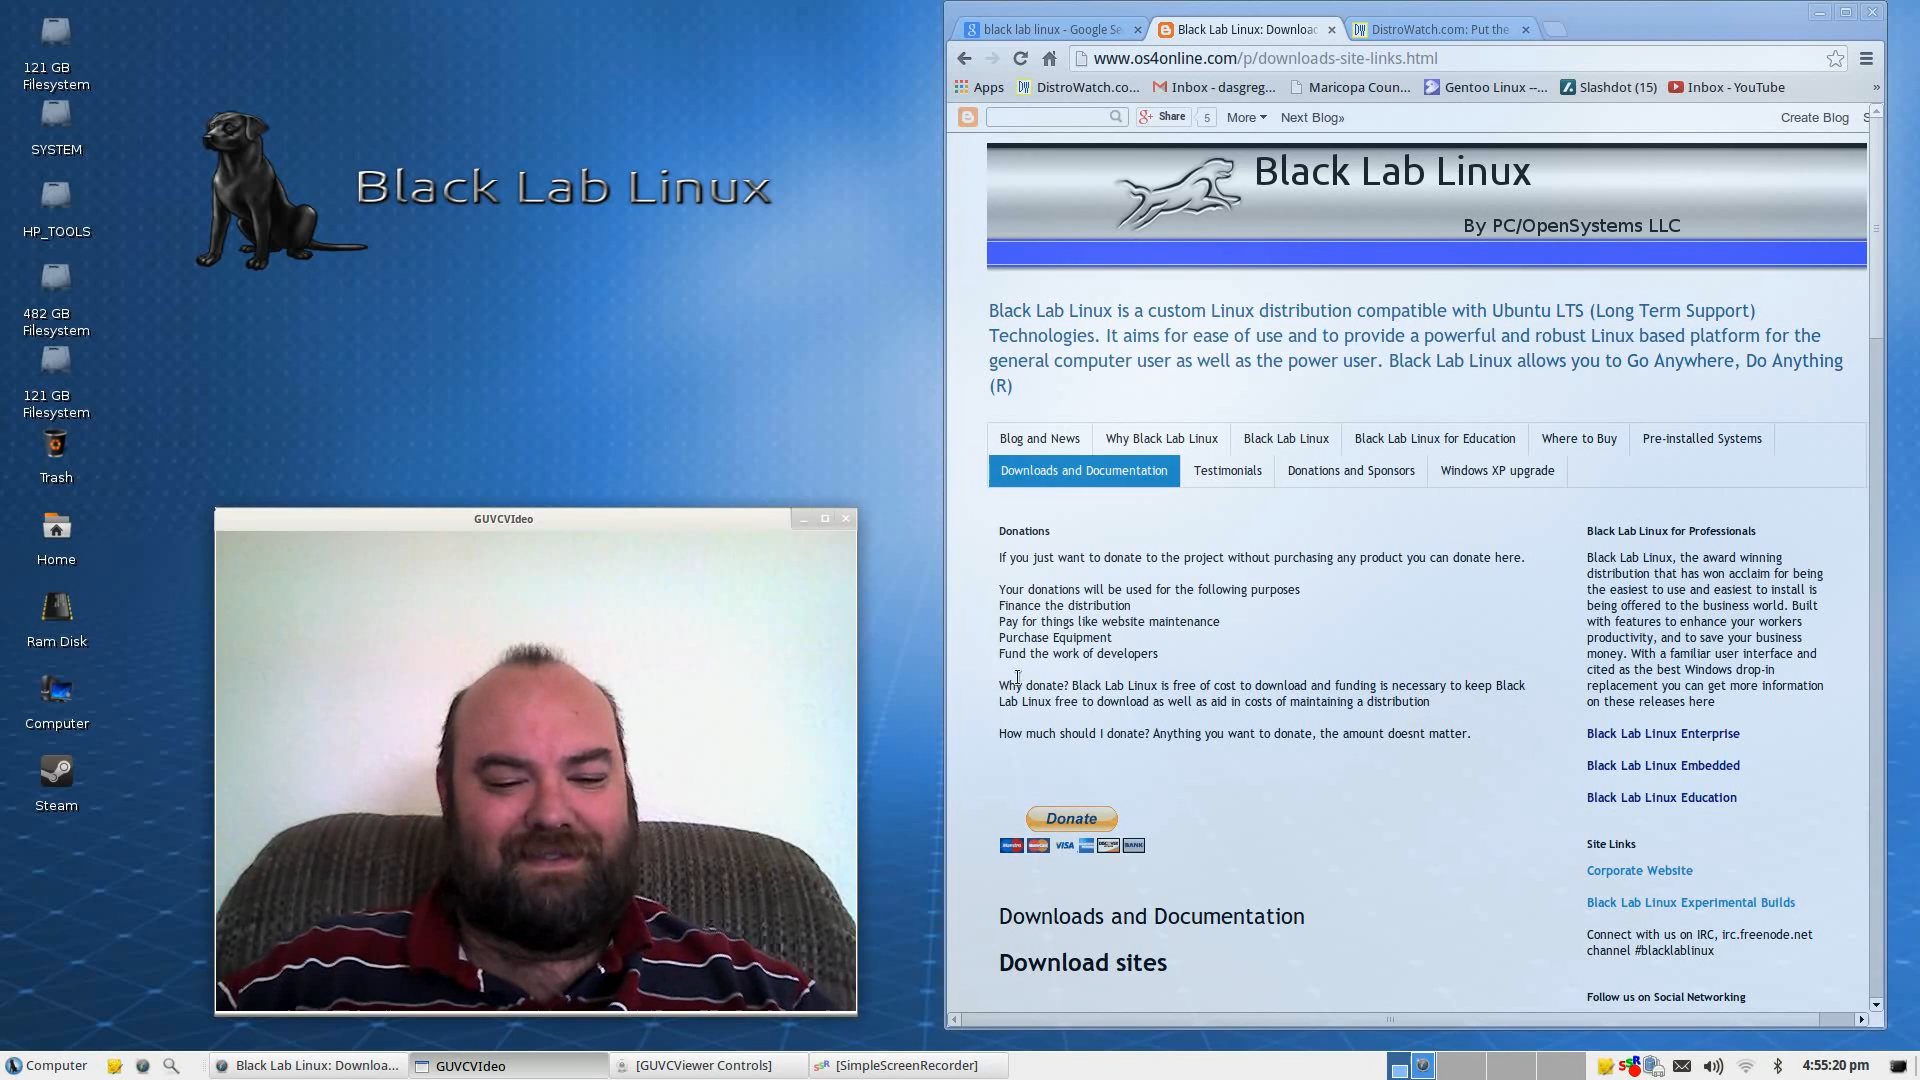 121 GB
Filesystem
SYSTEM
HP_TOOLS
482 GB
Filesystem
121 GB
Filesystem
Trash
Home
Ram Disk
Computer
Steam
Black Lab Linux
GUVCVIdeo
black lab linux - Google Se
Black Lab Linux: Downloa
DistroWatch.com: Put the
www.os4online.com/p/downloads-site-links.html
Apps
DistroWatch.co...
Inbox - dasgreg...
Maricopa Coun...
Gentoo Linux --...
Slashdot (15)
Inbox - YouTube
»
Share
5
More
Next Blog»
Create Blog
S
Black Lab Linux
By PC/OpenSystems LLC
Black Lab Linux is a custom Linux distribution compatible with Ubuntu LTS (Long Term Support)
Technologies. It aims for ease of use and to provide a powerful and robust Linux based platform for the
general computer user as well as the power user. Black Lab Linux allows you to Go Anywhere, Do Anything
(R)
Blog and News
Why Black Lab Linux
Black Lab Linux
Black Lab Linux for Education
Where to Buy
Pre-installed Systems
Downloads and Documentation
Testimonials
Donations and Sponsors
Windows XP upgrade
Donations
If you just want to donate to the project without purchasing any product you can donate here.
Your donations will be used for the following purposes
Finance the distribution
Pay for things like website maintenance
Purchase Equipment
Fund the work of developers
Why donate? Black Lab Linux is free of cost to download and funding is necessary to keep Black
Lab Linux free to download as well as aid in costs of maintaining a distribution
How much should I donate? Anything you want to donate, the amount doesnt matter.
Donate
VISA
BANK
Downloads and Documentation
Download sites
Black Lab Linux for Professionals
Black Lab Linux, the award winning
distribution that has won acclaim for being
the easiest to use and easiest to install is
being offered to the business world. Built
with features to enhance your workers
productivity, and to save your business
money. With a familiar user interface and
cited as the best Windows drop-in
replacement you can get more information
on these releases here
Black Lab Linux Enterprise
Black Lab Linux Embedded
Black Lab Linux Education
Site Links
Corporate Website
Black Lab Linux Experimental Builds
Connect with us on IRC, irc.freenode.net
channel #blacklablinux
Follow us on Social Networking
Computer
Black Lab Linux: Downloa...
GUVCVIdeo
[GUVCViewer Controls]
[SimpleScreenRecorder]
4:55:20 pm